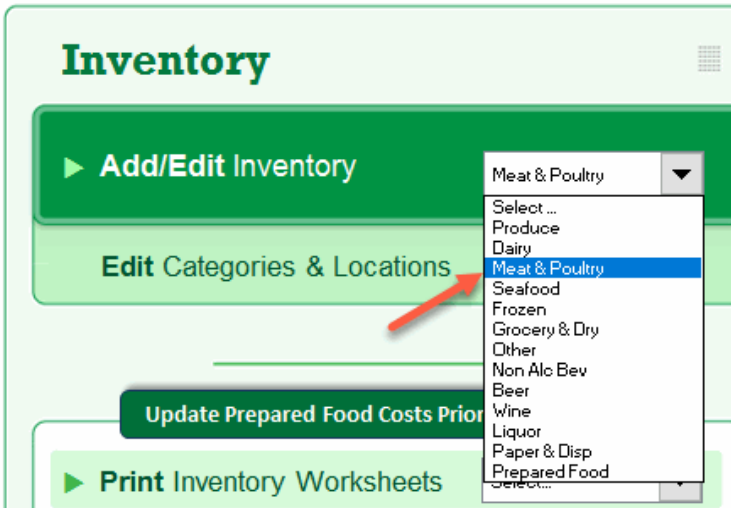 Inventory
Add/Edit Inventory
Meat & Poultry
Select ...
Produce
Dairy
Meat & Poultry
Seafood
Frozen
Grocery & Dry
Other
Non Alc Bev
Beer
Wine
Liquor
Paper & Disp
Prepared Food
Edit Categories & Locations
Update Prepared Food Costs Prior
Print Inventory Worksheets
Select...